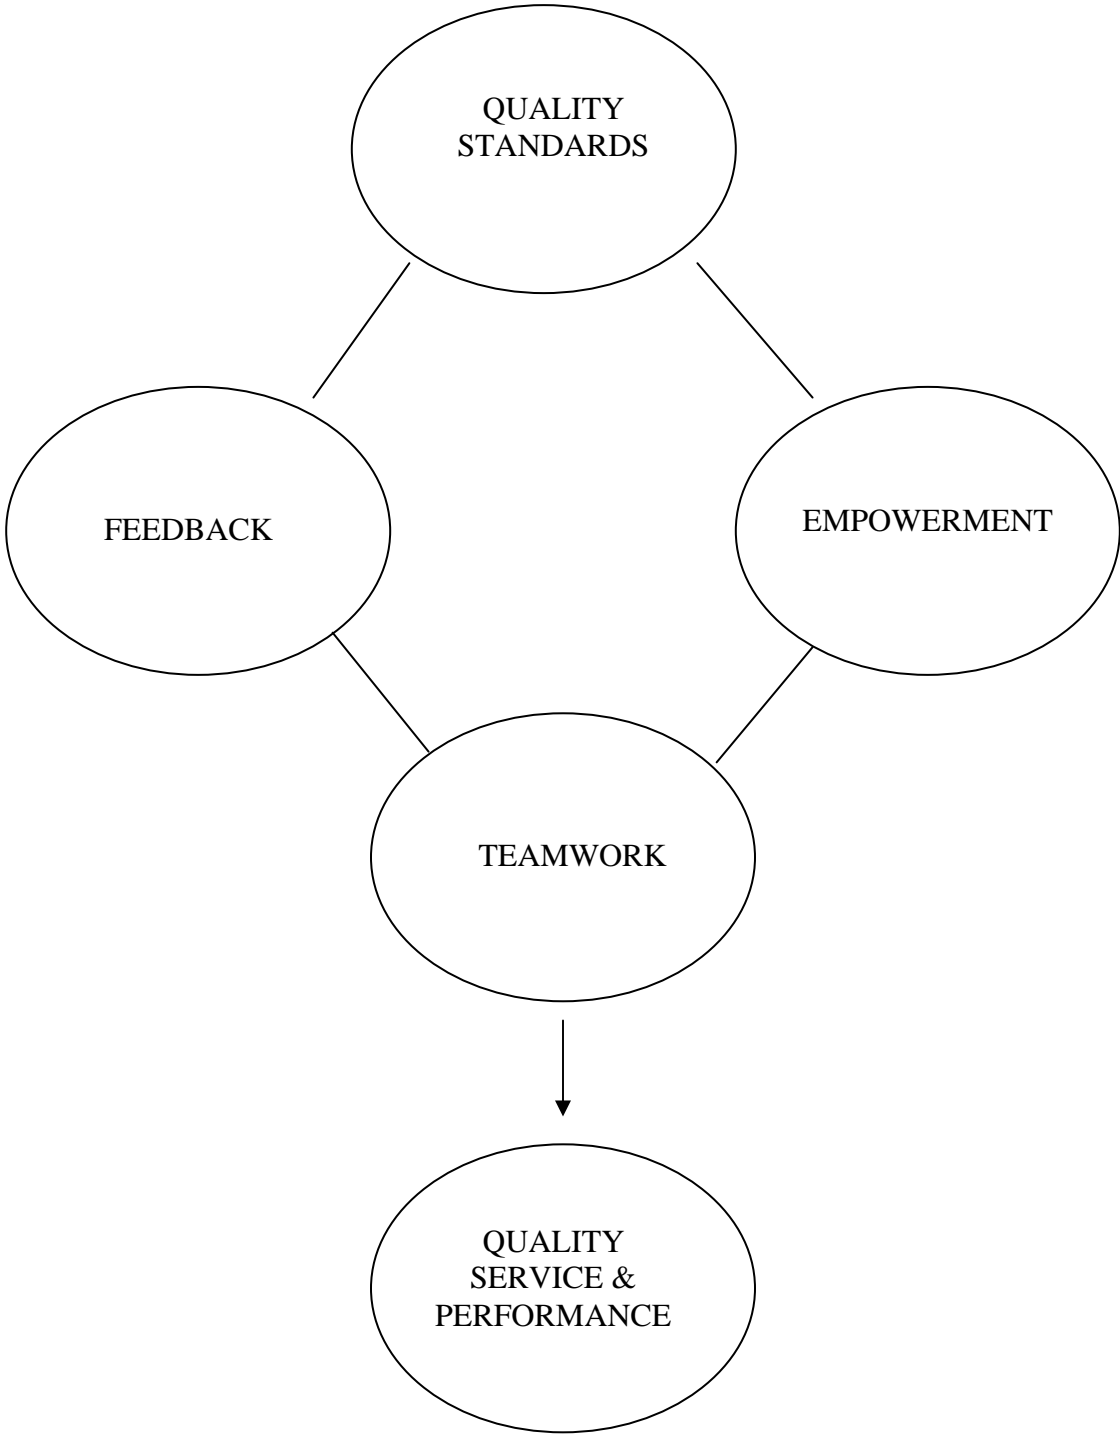 QUALITY
STANDARDS
FEEDBACK
EMPOWERMENT
TEAMWORK
QUALITY
SERVICE &
PERFORMANCE